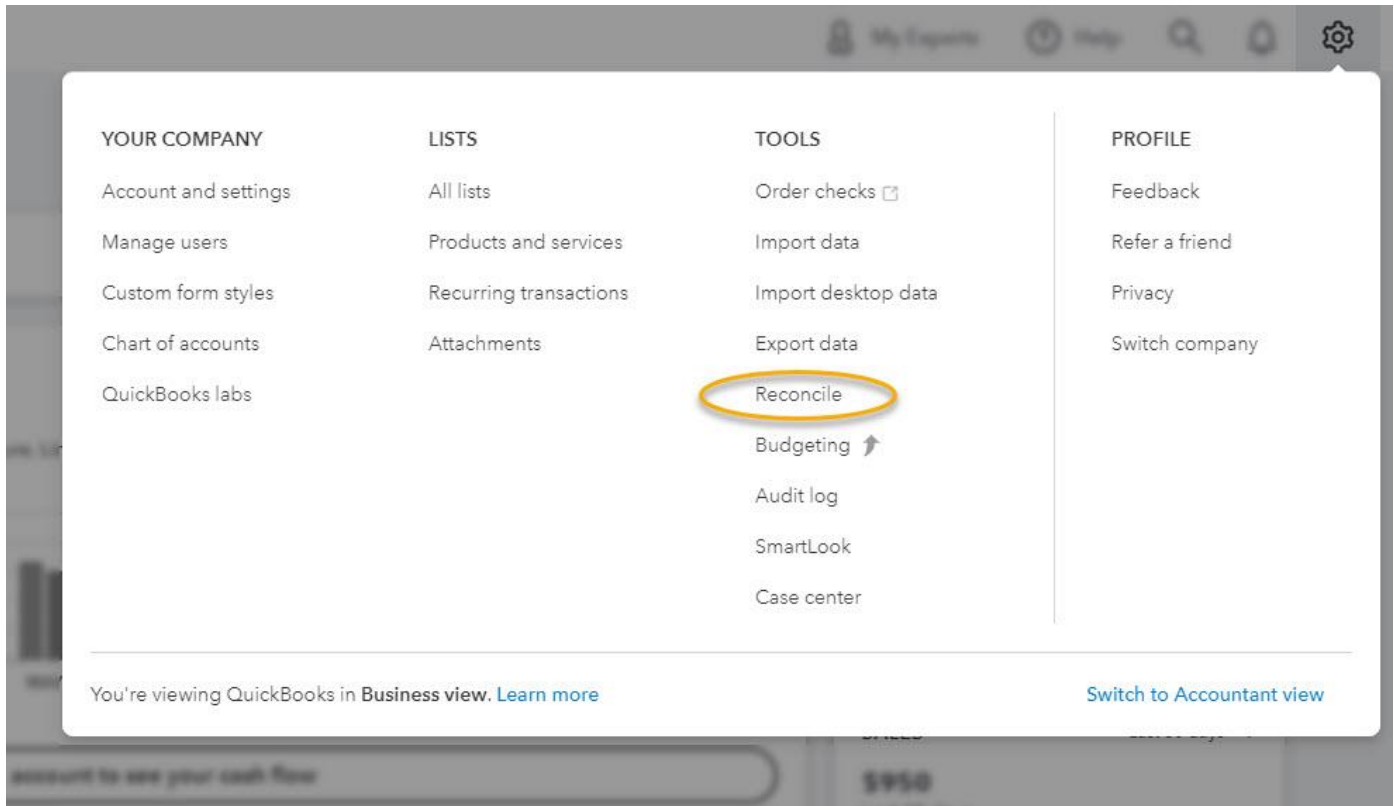 My Experts
Help
YOUR COMPANY
Account and settings
Manage users
Custom form styles
Chart of accounts
QuickBooks labs
LISTS
All lists
Products and services
Recurring transactions
Attachments
TOOLS
Order checks
Import data
Import desktop data
Export data
Reconcile
Budgeting
Audit log
SmartLook
Case center
PROFILE
Feedback
Refer a friend
Privacy
Switch company
You're viewing QuickBooks in Business view. Learn more
Switch to Accountant view
account to see your cash flow
$950